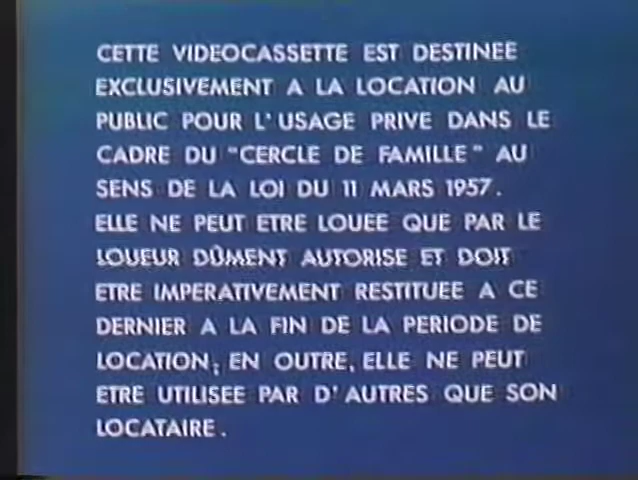 CETTE VIDEOCASSETTE EST DESTINEE
EXCLUSIVEMENT A LA LOCATION AU
PUBLIC POUR L'USAGE PRIVE DANS LE
CADRE DU "CERCLE DE FAMILLE" AU
SENS DE LA LOI DU 11 MARS 1957.
ELLE NE PEUT ETRE LOUEE QUE PAR LE
LOUEUR DÛMENT AUTORISE ET DOIT
ETRE IMPERATIVEMENT RESTITUEE A CE
DERNIER A LA FIN DE LA PERIODE DE
LOCATION; EN OUTRE, ELLE NE PEUT
ETRE UTILISEE PAR D'AUTRES QUE SON
LOCATAIRE.